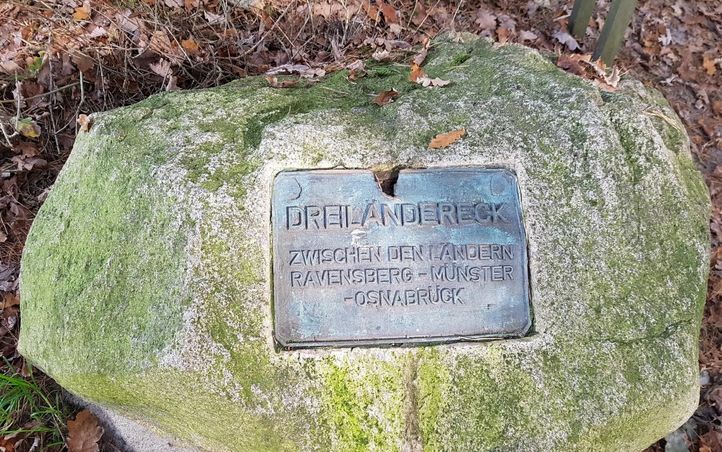 DREILÄNDERECK
ZWISCHEN DEN LÄNDERN
RAVENSBERG - MÜNSTER
-OSNABRÜCK